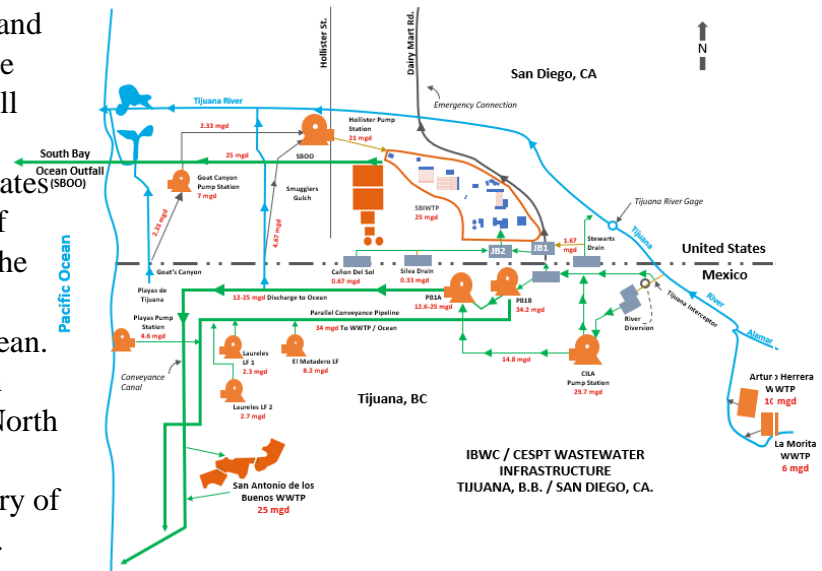 and
e
ll
ates
f
he
ean.
North
ry of
.
Hollister St.
Dairy Mart Rd.
N
San Diego, CA
Emergency Connection
Tijuana River
2.33 mgd
Hollister Pump
Station
21 mgd
SBOO
South Bay
Ocean Outfall
(SBOO)
25 mgd
Goat Canyon
Pump Station
7 mgd
Smugglers
Gulch
SBIWTP
25 mgd
Tijuana River Gage
2.33 mgd
4.67 mgd
JB2
JB1
1.67
mgd
Stewarts
Drain
Tijuana
United States
Mexico
Pacific Ocean
Goat's Canyon
Cañon Del Sol
0.67 mgd
Silva Drain
0.33 mgd
Playas de
Tijuana
12-25 mgd Discharge to Ocean
PB1A
12.6-25 mgd
PB1B
34.2 mgd
River
Diversion
Tijuana Interceptor
River
Alamar
Parallel Conveyance Pipeline
34 mgd To WWTP / Ocean
Playas Pump
Station
4.6 mgd
Laureles
LF 1
2.3 mgd
El Matadero LF
8.2 mgd
14.8 mgd
CILA
Pump Station
29.7 mgd
Conveyance
Canal
Laureles LF 2
2.7 mgd
Tijuana, BC
Arturo Herrera
WWTP
10 mgd
La Morita
WWTP
6 mgd
IBWC / CESPT WASTEWATER
INFRASTRUCTURE
TIJUANA, B.B. / SAN DIEGO, CA.
San Antonio de los
Buenos WWTP
25 mgd